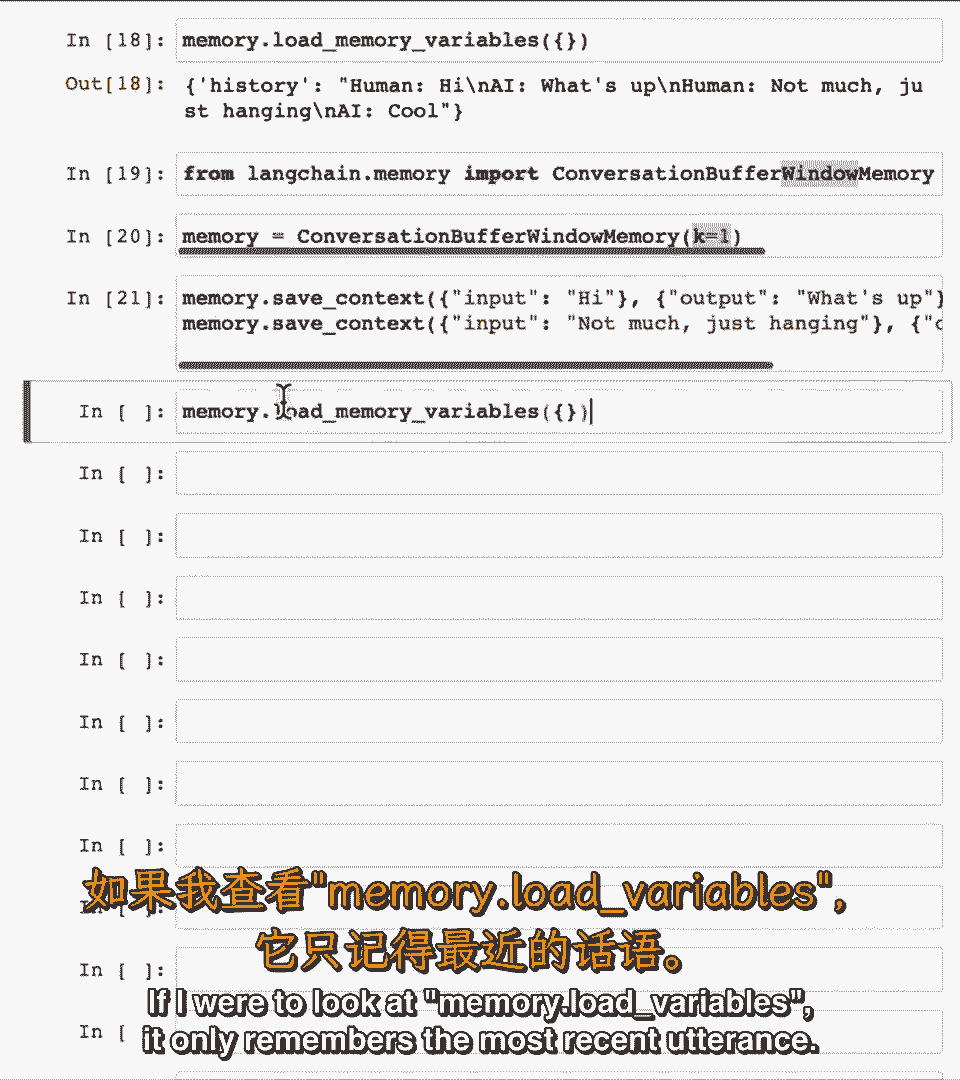 In [18]: memory.load_memory_variables({})
Out[18]: {'history': "Human: Hi\nAI: What's up\nHuman: Not much, ju
st hanging\nAI: Cool"}
In [19]: from langchain.memory import ConversationBufferWindowMemory
In [20]: memory = ConversationBufferWindowMemory(k=1)
In [21]: memory.save_context({"input": "Hi"}, {"output": "What's up"}
memory.save_context({"input": "Not much, just hanging"}, {"
In [ ]: memory.load_memory_variables({})
In [ ]:
In [ ]:
In [ ]:
In [ ]:
In [ ]:
In [ ]:
In [ ]:
如果我查看"memory.load_variables",
In [ ]:
它只记得最近的话语。
In [ ]:
If I were to look at "memory.load_variables",
In [
it only remembers the most recent utterance.